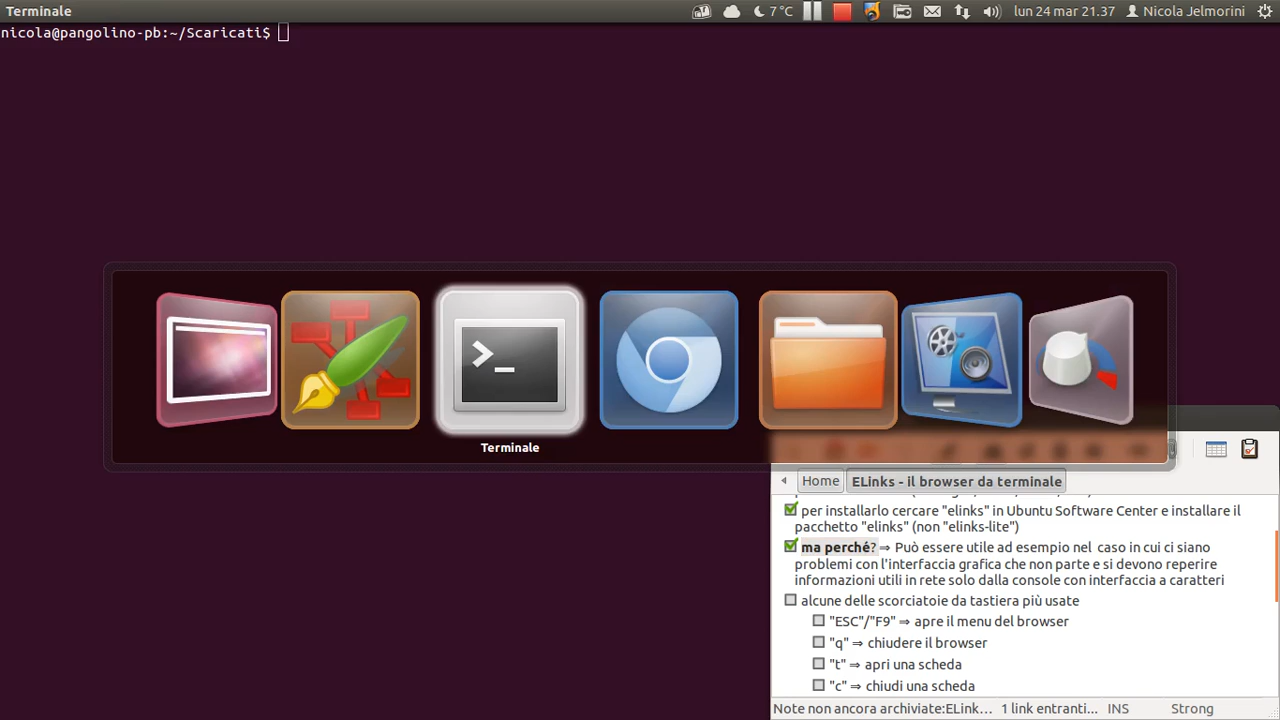 Terminale
7°C
lun 24 mar 21.37
Nicola Jelmorini
nicola@pangolino-pb:~/Scaricati$
>_
Terminale
Home
ELinks - il browser da terminale
per installarlo cercare "elinks" in Ubuntu Software Center e installare il
pacchetto "elinks" (non "elinks-lite")
ma perché? ⇒ Può essere utile ad esempio nel caso in cui ci siano
problemi con l'interfaccia grafica che non parte e si devono reperire
informazioni utili in rete solo dalla console con interfaccia a caratteri
alcune delle scorciatoie da tastiera più usate
"ESC"/"F9" ⇒ apre il menu del browser
"q" ⇒ chiudere il browser
"t" ⇒ apri una scheda
"c" ⇒ chiudi una scheda
Note non ancora archiviate:ELink...
1 link entranti...
INS
Strong